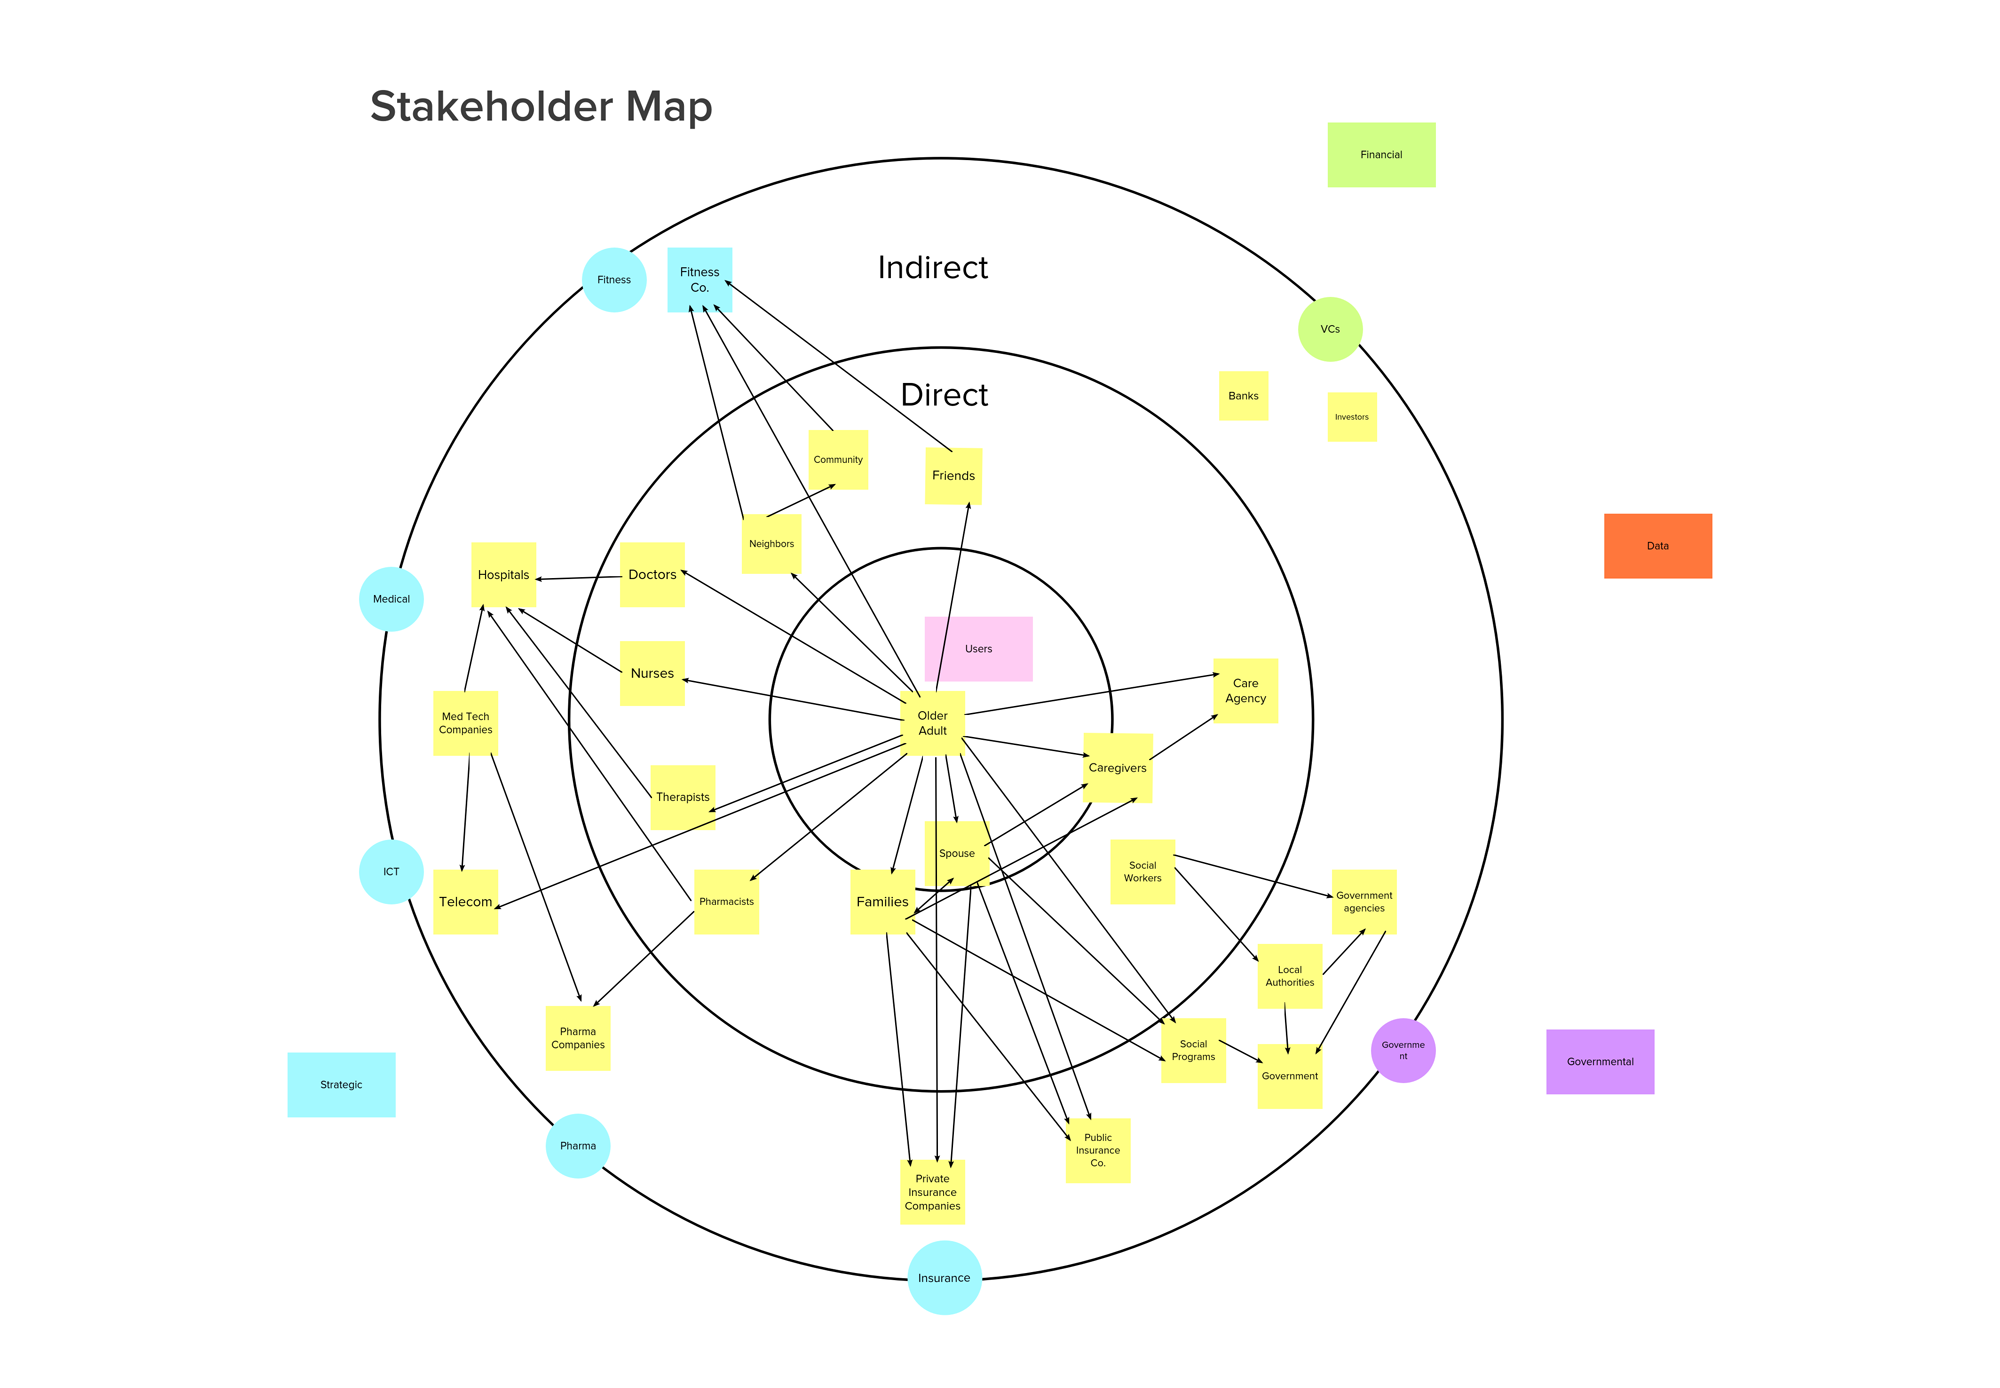 Stakeholder Map
Financial
Indirect
Fitness
Fitness
Co.
VCs
Direct
Banks
Investors
Community
Friends
Neighbors
Data
Hospitals
Doctors
Medical
Users
Nurses
Care
Agency
Med Tech
Companies
Older
Adult
Caregivers
Therapists
Spouse
Social
Workers
ICT
Telecom
Pharmacists
Families
Government
agencies
Local
Authorities
Pharma
Companies
Social
Programs
Governme
nt
Governmental
Government
Strategic
Pharma
Public
Insurance
Co.
Private
Insurance
Companies
Insurance